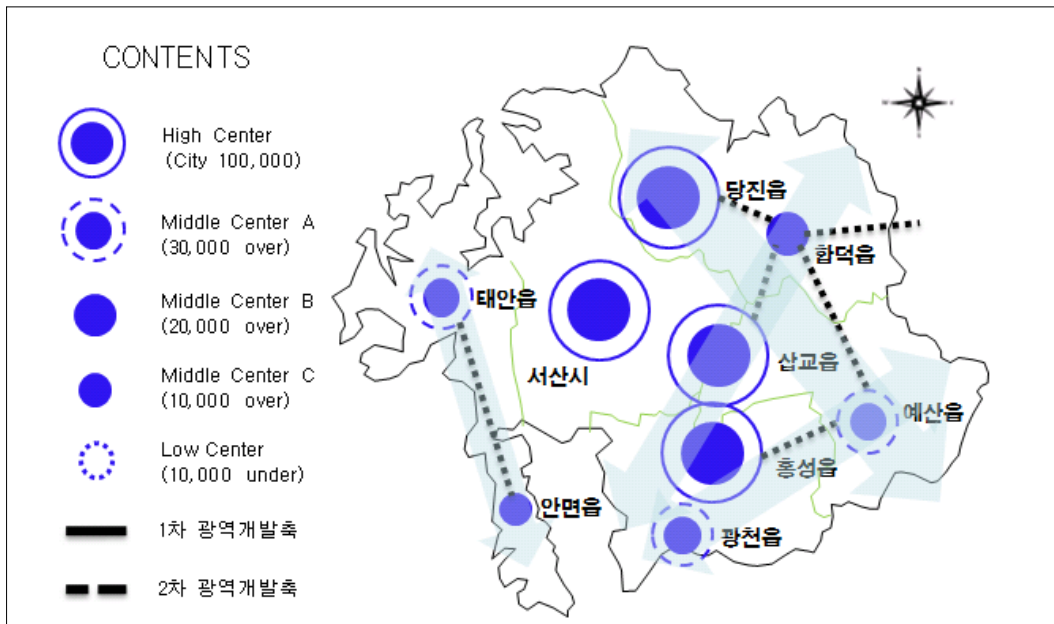 CONTENTS
High Center
(City 100,000)
Middle Center A
(30,000 over)
Middle Center B
(20,000 over)
Middle Center C
(10,000 over)
Low Center
(10,000 under)
1차 광역개발축
2차 광역개발축
당진읍
합덕읍
태안읍
서산시
삽교읍
예산읍
홍성읍
안면읍
광천읍